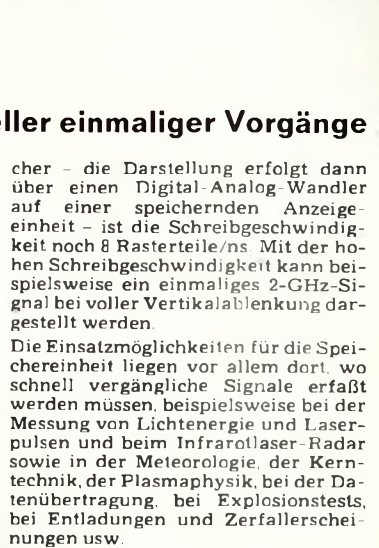 ller einmaliger Vorgänge
cher – die Darstellung erfolgt dann
über einen Digital-Analog-Wandler
auf einer speichernden Anzeige-
einheit – ist die Schreibgeschwindig-
keit noch 8 Rasterteile/ns. Mit der ho-
hen Schreibgeschwindigkeit kann bei-
spielsweise ein einmaliges 2-GHz-Si-
gnal bei voller Vertikalablenkung dar-
gestellt werden.
Die Einsatzmöglichkeiten für die Spei-
chereinheit liegen vor allem dort, wo
schnell vergängliche Signale erfaßt
werden müssen, beispielsweise bei der
Messung von Lichtenergie und Laser-
pulsen und beim Infrarotlaser-Radar
sowie in der Meteorologie, der Kern-
technik, der Plasmaphysik, bei der Da-
tenübertragung, bei Explosionstests,
bei Entladungen und Zerfallerschei-
nungen usw.